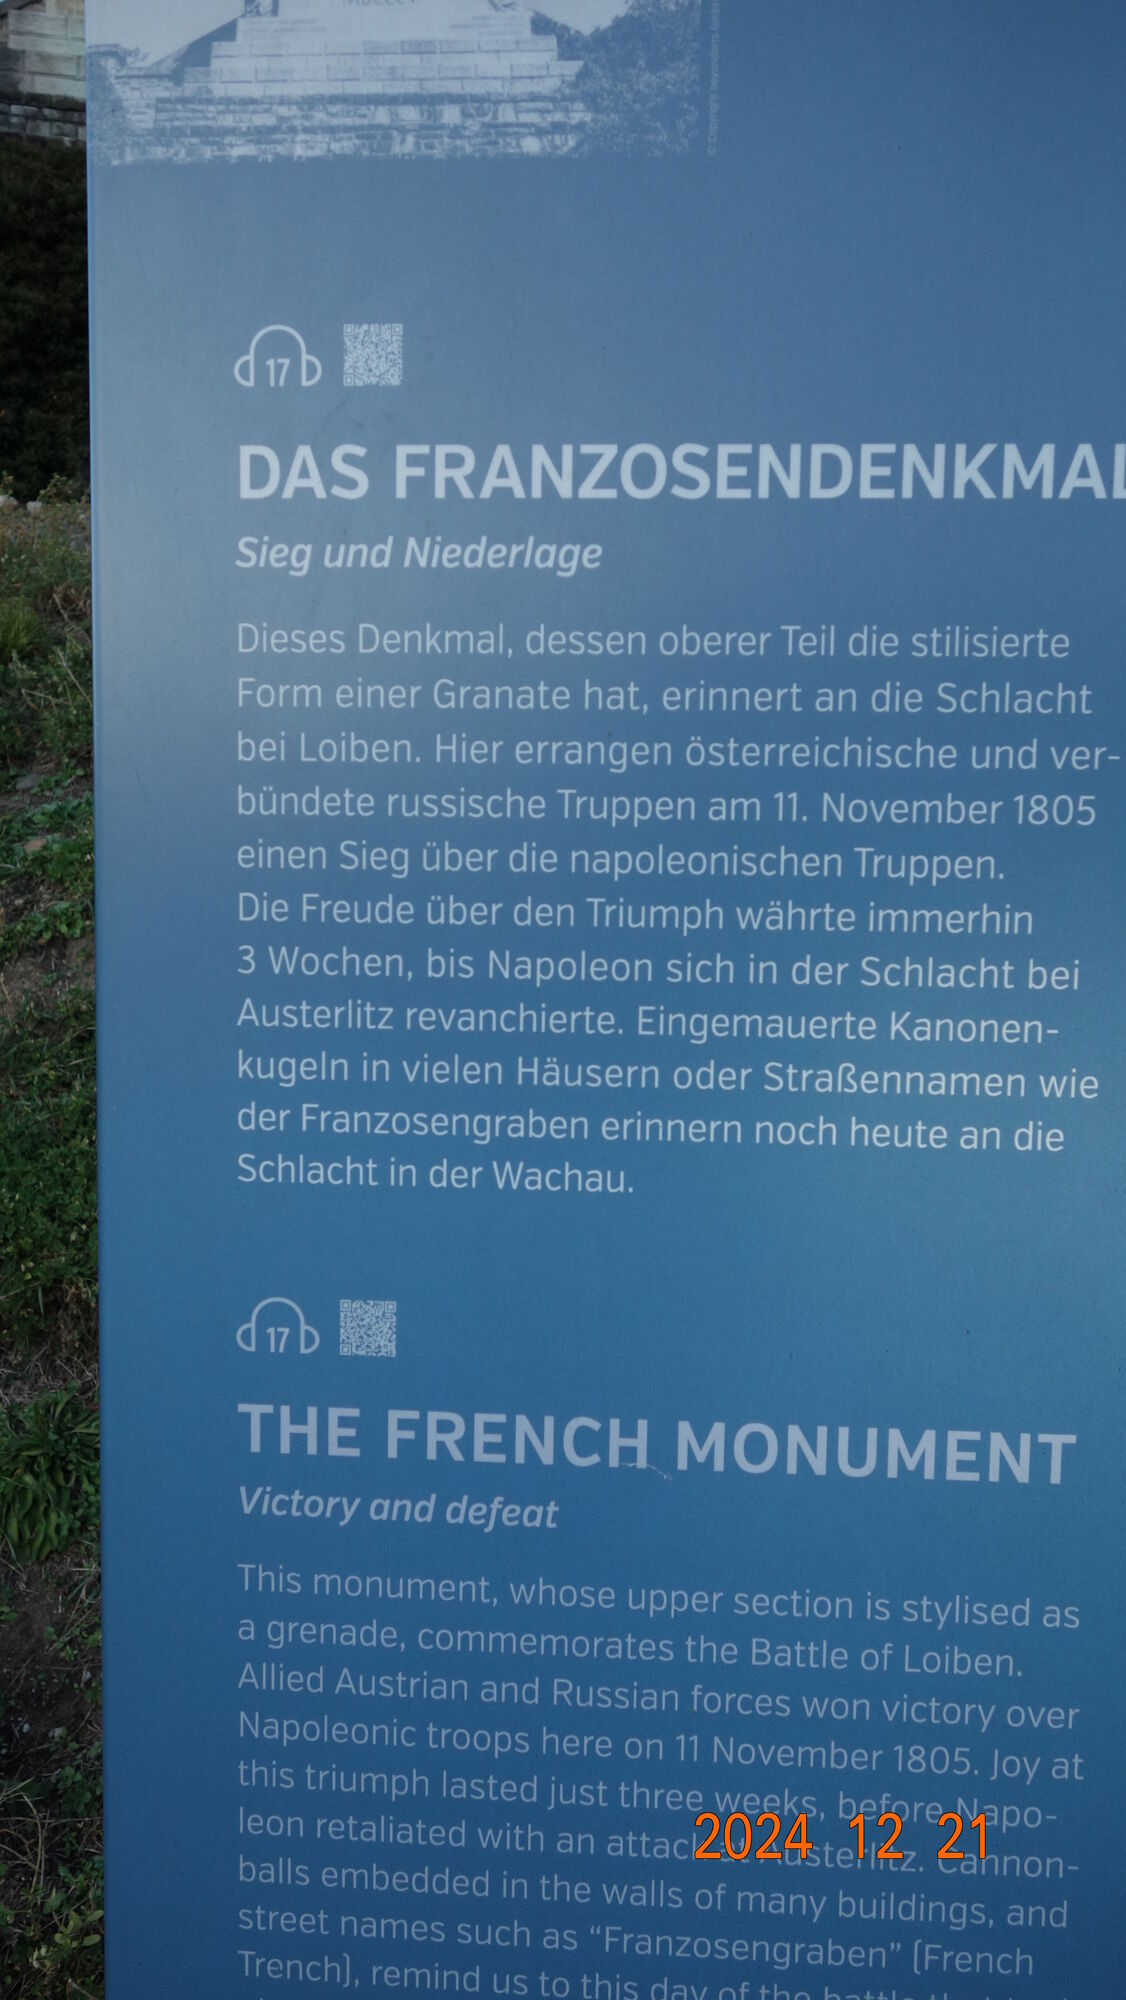 MDCCCV
17
DAS FRANZOSENDENKMAL
Sieg und Niederlage
Dieses Denkmal, dessen oberer Teil die stilisierte
Form einer Granate hat, erinnert an die Schlacht
bei Loiben. Hier errangen österreichische und ver-
bündete russische Truppen am 11. November 1805
einen Sieg über die napoleonischen Truppen.
Die Freude über den Triumph währte immerhin
3 Wochen, bis Napoleon sich in der Schlacht bei
Austerlitz revanchierte. Eingemauerte Kanonen-
kugeln in vielen Häusern oder Straßennamen wie
der Franzosengraben erinnern noch heute an die
Schlacht in der Wachau.
17
THE FRENCH MONUMENT
Victory and defeat
This monument, whose upper section is stylised as
a grenade, commemorates the Battle of Loiben.
Allied Austrian and Russian forces won victory over
Napoleonic troops here on 11 November 1805. Joy at
this triumph lasted just three weeks, before Napo-
leon retaliated with an attack at Austerlitz. Cannon-
balls embedded in the walls of many buildings, and
street names such as “Franzosengraben” (French
Trench), remind us to this day of the battle
2024 12 21